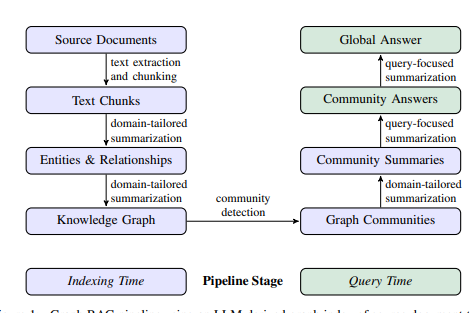 Source Documents
text extraction
and chunking
Text Chunks
domain-tailored
summarization
Entities & Relationships
domain-tailored
summarization
Knowledge Graph
community
detection
Global Answer
query-focused
summarization
Community Answers
query-focused
summarization
Community Summaries
domain-tailored
summarization
Graph Communities
Indexing Time
Pipeline Stage
Query Time